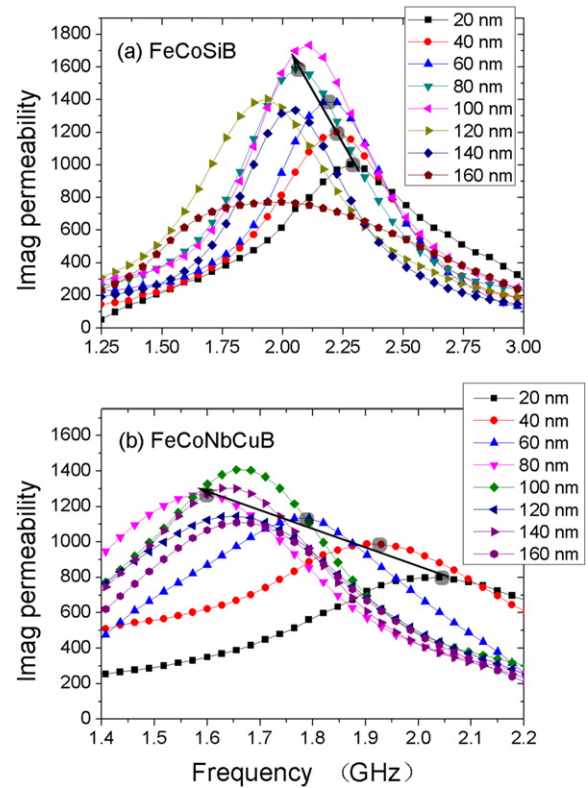 (a) FeCoSiB
20 nm
40 nm
60 nm
80 nm
100 nm
120 nm
140 nm
160 nm
Imag permeability
1800
1600
1400
1200
1000
800
600
400
200
0
1.25 1.50 1.75 2.00 2.25 2.50 2.75 3.00
(b) FeCoNbCuB
20 nm
40 nm
60 nm
80 nm
100 nm
120 nm
140 nm
160 nm
Imag permeability
1600
1400
1200
1000
800
600
400
200
0
1.4 1.5 1.6 1.7 1.8 1.9 2.0 2.1 2.2
Frequency (GHz)